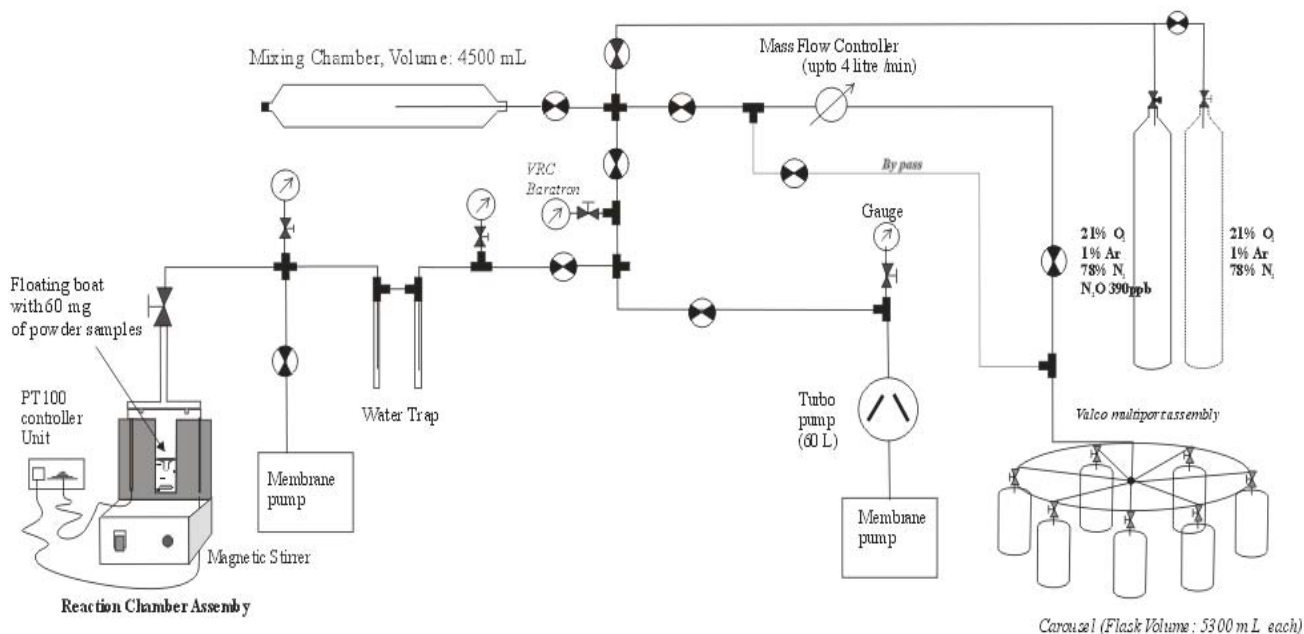 Mixing Chamber, Volume: 4500 mL
Mass Flow Controller
(upto 4 litre /min)
VRC
Baratron
By pass
Gauge
21% O₂
1% Ar
78% N₂
N₂O 390ppb
21% O₂
1% Ar
78% N₂
Floating boat
with 60 mg
of powder samples
PT100
controller
Unit
Water Trap
Turbo
pump
(60 L)
Valco multiport assembly
Membrane
pump
Membrane
pump
Magnetic Stirrer
Reaction Chamber Assemby
Carousel (Flask Volume: 5300 mL each)